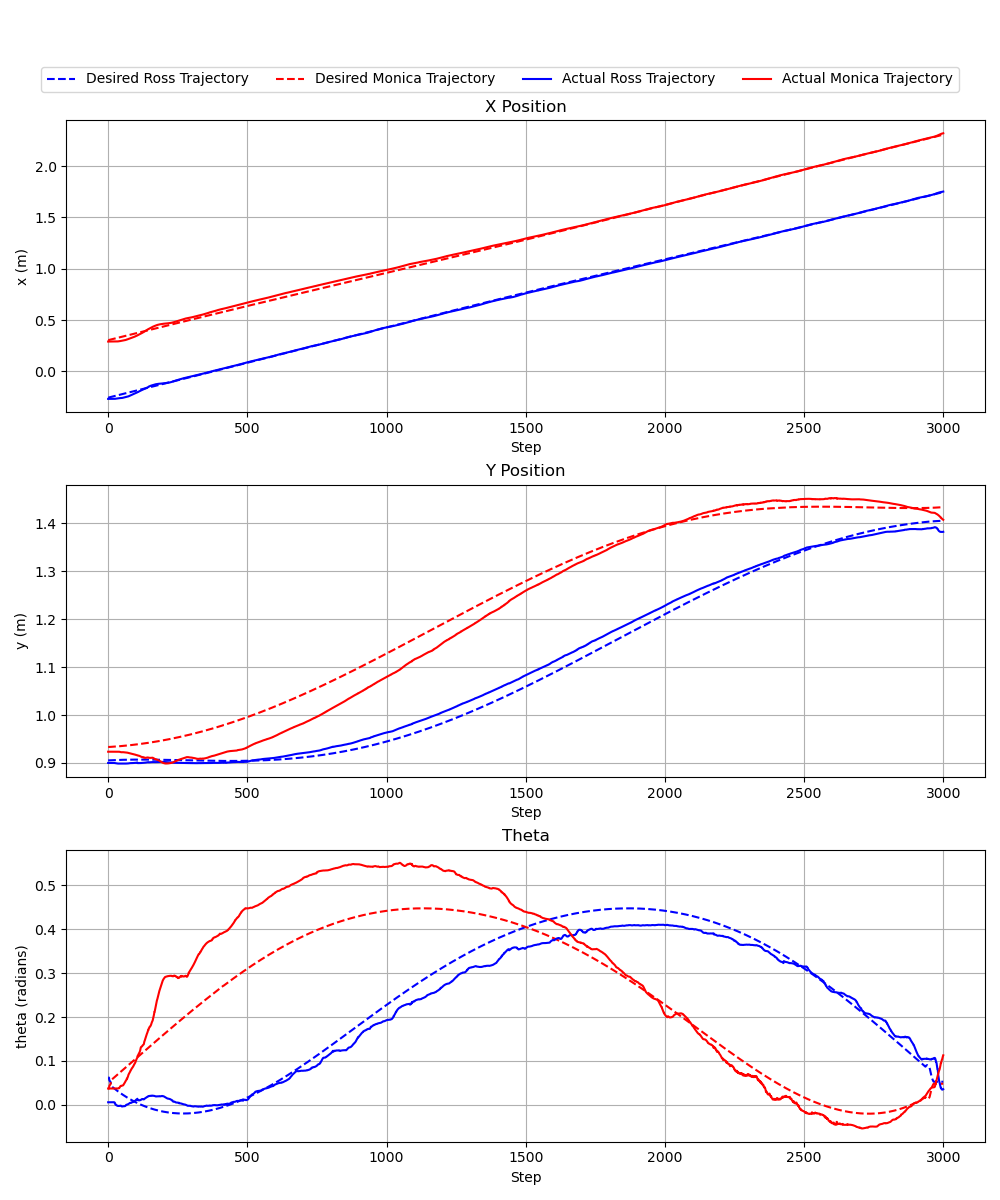 Desired Ross Trajectory Desired Monica Trajectory Actual Ross Trajectory Actual Monica Trajectory
X Position
2.0
1.5
1.0
0.5
0.0
x (m)
0 500 1000 1500 2000 2500 3000
Step
Y Position
1.4
1.3
1.2
1.1
1.0
0.9
y (m)
0 500 1000 1500 2000 2500 3000
Step
Theta
0.5
0.4
0.3
0.2
0.1
0.0
theta (radians)
0 500 1000 1500 2000 2500 3000
Step